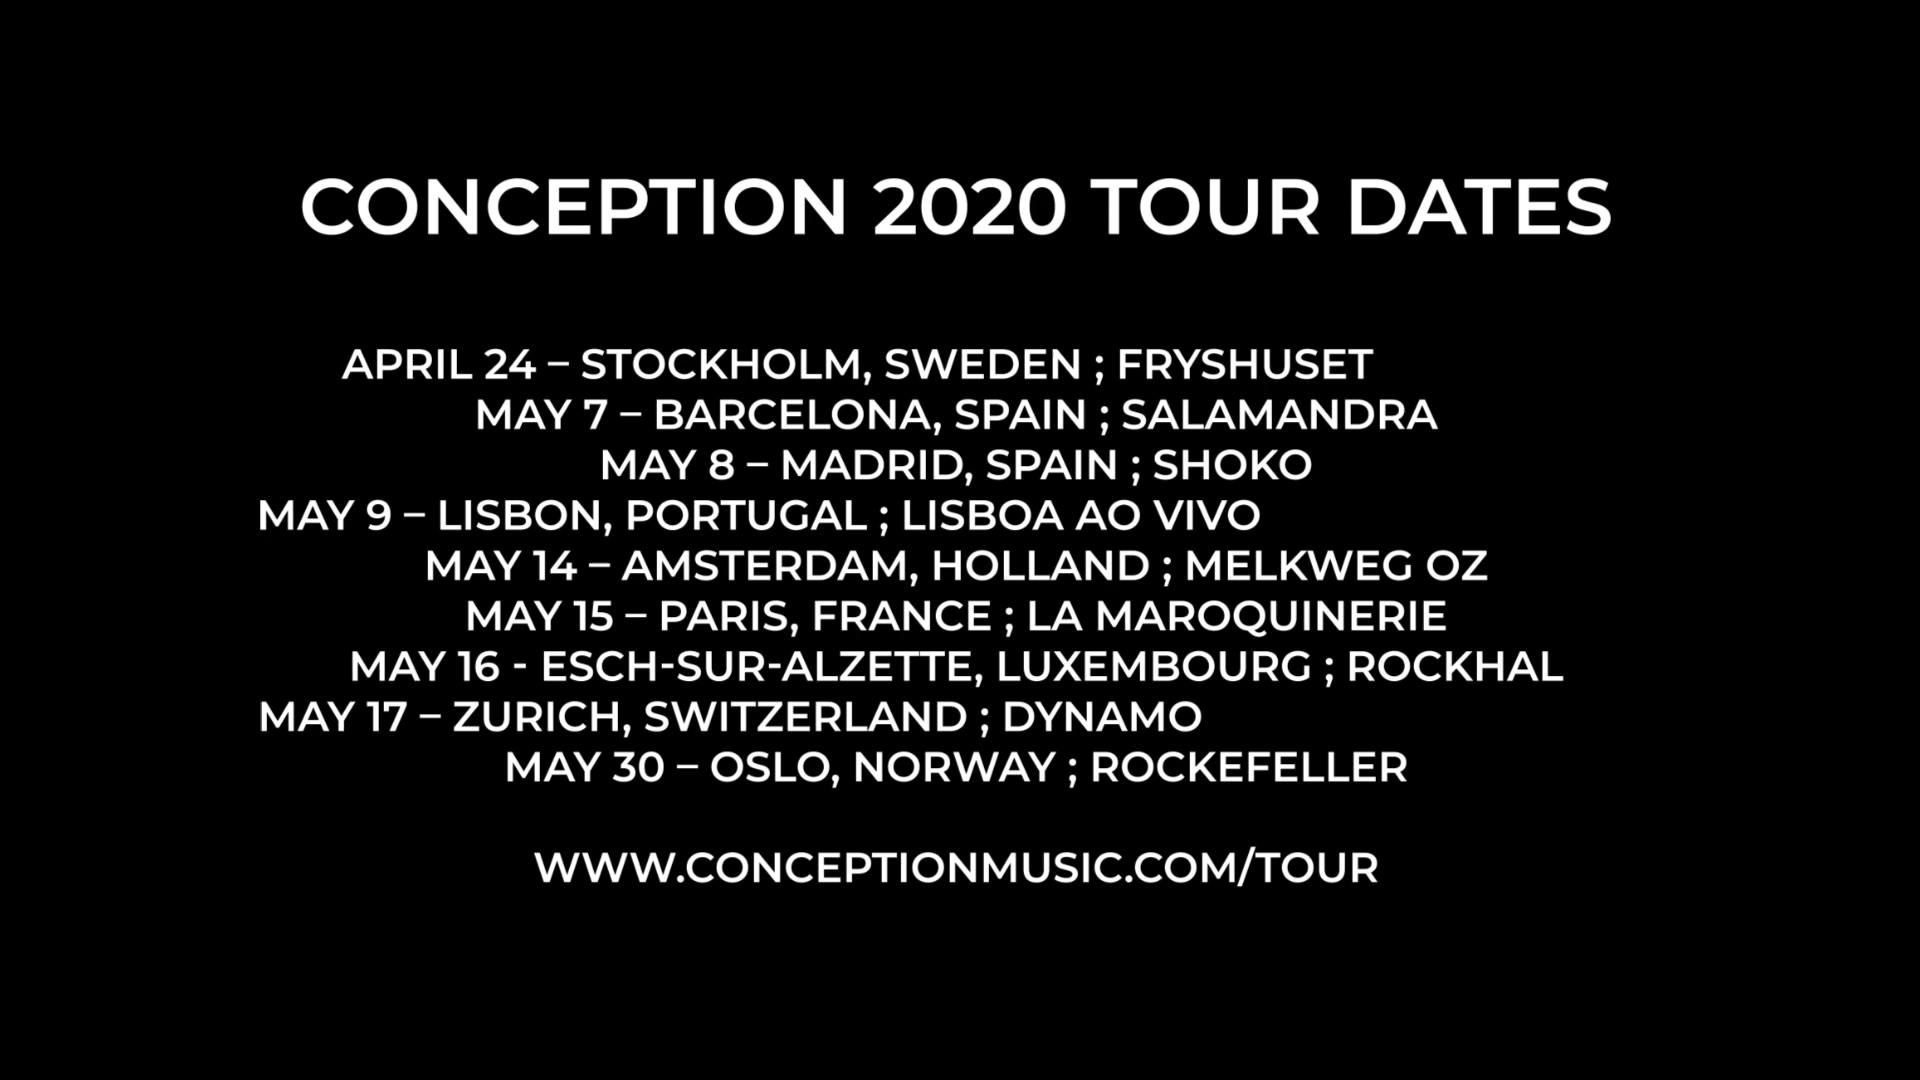 CONCEPTION 2020 TOUR DATES
APRIL 24 – STOCKHOLM, SWEDEN ; FRYSHUSET
MAY 7 – BARCELONA, SPAIN ; SALAMANDRA
MAY 8 – MADRID, SPAIN ; SHOKO
MAY 9 – LISBON, PORTUGAL ; LISBOA AO VIVO
MAY 14 – AMSTERDAM, HOLLAND ; MELKWEG OZ
MAY 15 – PARIS, FRANCE ; LA MAROQUINERIE
MAY 16 - ESCH-SUR-ALZETTE, LUXEMBOURG ; ROCKHAL
MAY 17 – ZURICH, SWITZERLAND ; DYNAMO
MAY 30 – OSLO, NORWAY ; ROCKEFELLER
WWW.CONCEPTIONMUSIC.COM/TOUR